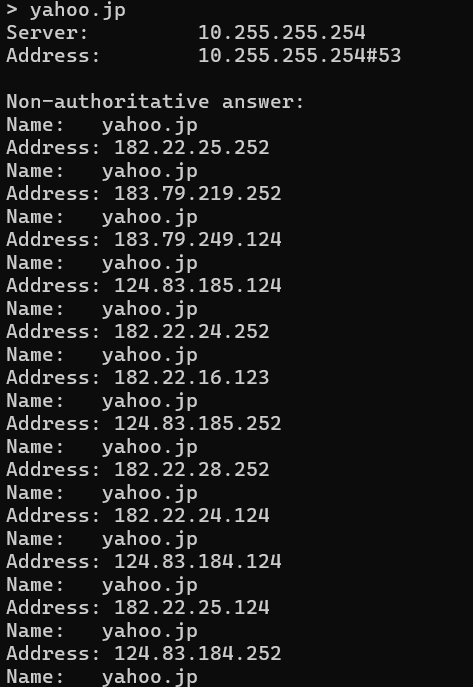 > yahoo.jp
Server:         10.255.255.254
Address:        10.255.255.254#53

Non-authoritative answer:
Name:   yahoo.jp
Address: 182.22.25.252
Name:   yahoo.jp
Address: 183.79.219.252
Name:   yahoo.jp
Address: 183.79.249.124
Name:   yahoo.jp
Address: 124.83.185.124
Name:   yahoo.jp
Address: 182.22.24.252
Name:   yahoo.jp
Address: 182.22.16.123
Name:   yahoo.jp
Address: 124.83.185.252
Name:   yahoo.jp
Address: 182.22.28.252
Name:   yahoo.jp
Address: 182.22.24.124
Name:   yahoo.jp
Address: 124.83.184.124
Name:   yahoo.jp
Address: 182.22.25.124
Name:   yahoo.jp
Address: 124.83.184.252
Name:   yahoo.jp